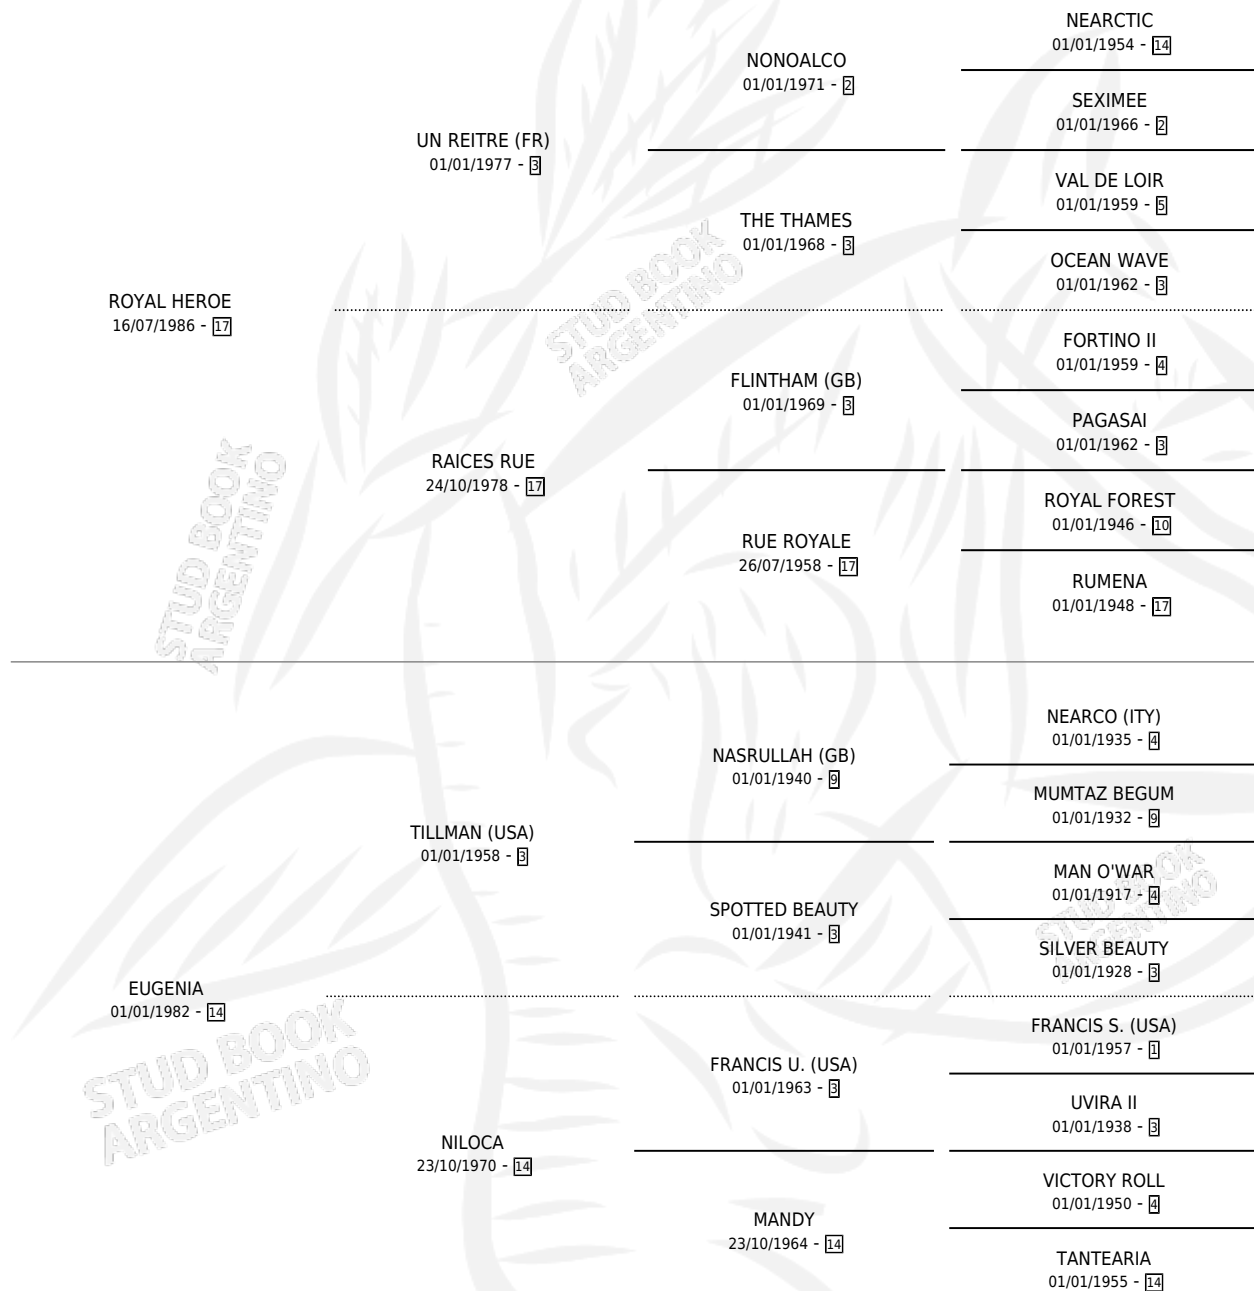 NEARCTIC
01/01/1954 - 14
NONOALCO
01/01/1971 - 2
SEXIMEE
01/01/1966 - 2
UN REITRE (FR)
01/01/1977 - 3
VAL DE LOIR
01/01/1959 - 5
THE THAMES
01/01/1968 - 3
OCEAN WAVE
01/01/1962 - 3
ROYAL HEROE
16/07/1986 - 17
FORTINO II
01/01/1959 - 4
FLINTHAM (GB)
01/01/1969 - 3
PAGASAI
01/01/1962 - 3
RAICES RUE
24/10/1978 - 17
ROYAL FOREST
01/01/1946 - 10
RUE ROYALE
26/07/1958 - 17
RUMENA
01/01/1948 - 17
NEARCO (ITY)
01/01/1935 - 4
NASRULLAH (GB)
01/01/1940 - 9
MUMTAZ BEGUM
01/01/1932 - 9
TILLMAN (USA)
01/01/1958 - 3
MAN O'WAR
01/01/1917 - 4
SPOTTED BEAUTY
01/01/1941 - 3
SILVER BEAUTY
01/01/1928 - 3
EUGENIA
01/01/1982 - 14
FRANCIS S. (USA)
01/01/1957 - 1
FRANCIS U. (USA)
01/01/1963 - 3
UVIRA II
01/01/1938 - 3
NILOCA
23/10/1970 - 14
VICTORY ROLL
01/01/1950 - 4
MANDY
23/10/1964 - 14
TANTEARIA
01/01/1955 - 14
STUD BOOK
ARGENTINO
STUD BOOK
ARGENTINO
STUD BOOK
ARGENTINO
STUD BOOK
ARGENTINO